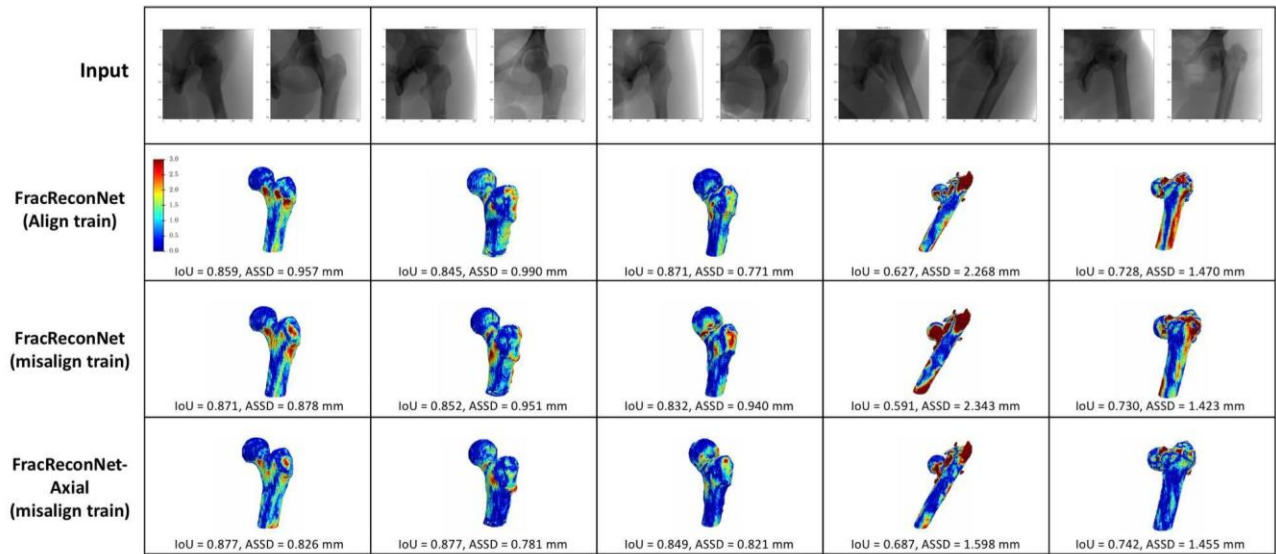 Input
FracReconNet
(Align train)
3.0
2.5
2.0
1.5
1.0
0.5
0.0
IoU = 0.859, ASSD = 0.957 mm
IoU = 0.845, ASSD = 0.990 mm
IoU = 0.871, ASSD = 0.771 mm
IoU = 0.627, ASSD = 2.268 mm
IoU = 0.728, ASSD = 1.470 mm
FracReconNet
(misalign train)
IoU = 0.871, ASSD = 0.878 mm
IoU = 0.852, ASSD = 0.951 mm
IoU = 0.832, ASSD = 0.940 mm
IoU = 0.591, ASSD = 2.343 mm
IoU = 0.730, ASSD = 1.423 mm
FracReconNet-
Axial
(misalign train)
IoU = 0.877, ASSD = 0.826 mm
IoU = 0.877, ASSD = 0.781 mm
IoU = 0.849, ASSD = 0.821 mm
IoU = 0.687, ASSD = 1.598 mm
IoU = 0.742, ASSD = 1.455 mm